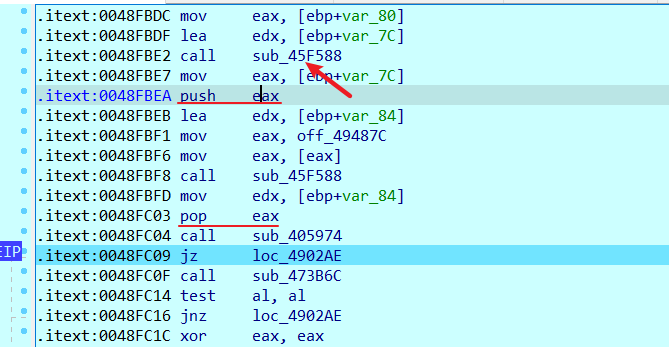 .itext:0048FBDC mov eax, [ebp+var_80]
.itext:0048FBDF lea edx, [ebp+var_7C]
.itext:0048FBE2 call sub_45F588
.itext:0048FBE7 mov eax, [ebp+var_7C]
.itext:0048FBEA push eax
.itext:0048FBEB lea edx, [ebp+var_84]
.itext:0048FBF1 mov eax, off_49487C
.itext:0048FBF6 mov eax, [eax]
.itext:0048FBF8 call sub_45F588
.itext:0048FBFD mov edx, [ebp+var_84]
.itext:0048FC03 pop eax
.itext:0048FC04 call sub_405974
EIP .itext:0048FC09 jz loc_4902AE
.itext:0048FC0F call sub_473B6C
.itext:0048FC14 test al, al
.itext:0048FC16 jnz loc_4902AE
.itext:0048FC1C xor eax, eax